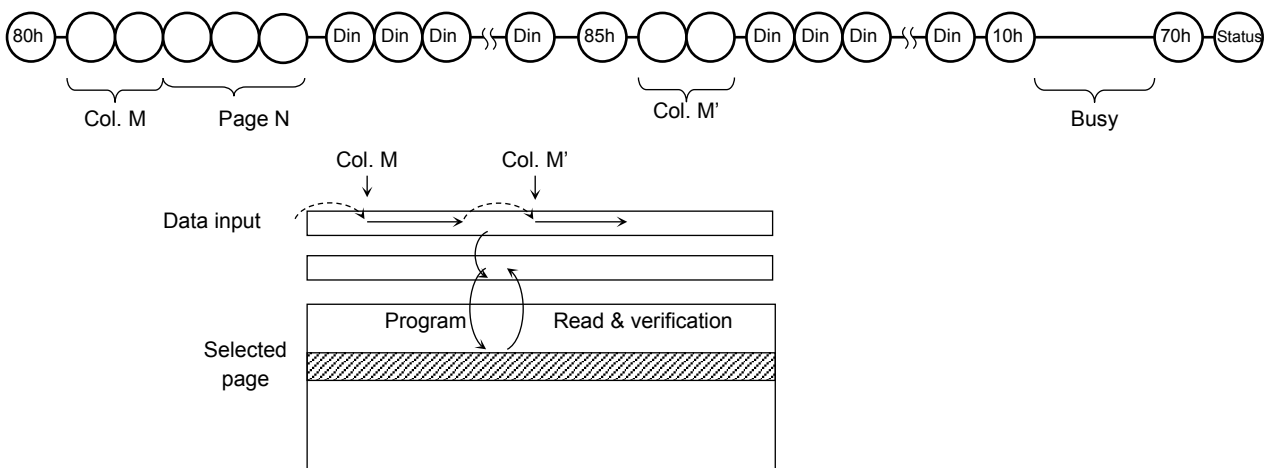 80h Din Din Din Din 85h Din Din Din Din 10h 70h Status
Col. M Page N Col. M’ Busy
Col. M Col. M’
Data input
Program Read & verification
Selected
page